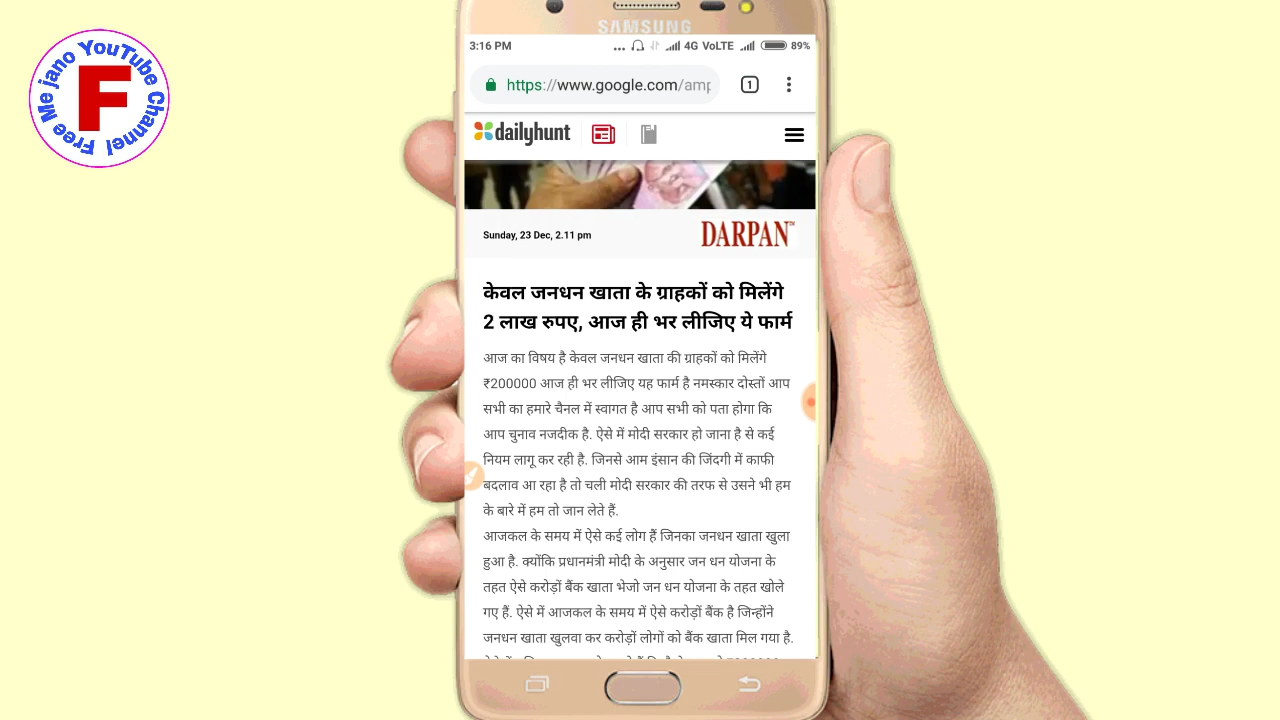 Free Me jano YouTube Channel
F
SAMSUNG
3:16 PM ... 4G VoLTE 89%
https://www.google.com/amp
1
dailyhunt
Sunday, 23 Dec, 2.11 pm
DARPAN™
केवल जनधन खाता के ग्राहकों को मिलेंगे
2 लाख रुपए, आज ही भर लीजिए ये फार्म
आज का विषय है केवल जनधन खाता की ग्राहकों को मिलेंगे
₹200000 आज ही भर लीजिए यह फार्म है नमस्कार दोस्तों आप
सभी का हमारे चैनल में स्वागत है आप सभी को पता होगा कि
आप चुनाव नजदीक है. ऐसे में मोदी सरकार हो जाना है से कई
नियम लागू कर रही है. जिनसे आम इंसान की जिंदगी में काफी
बदलाव आ रहा है तो चली मोदी सरकार की तरफ से उसने भी हम
के बारे में हम तो जान लेते हैं.
आजकल के समय में ऐसे कई लोग हैं जिनका जनधन खाता खुला
हुआ है. क्योंकि प्रधानमंत्री मोदी के अनुसार जन धन योजना के
तहत ऐसे करोड़ों बैंक खाता भेजो जन धन योजना के तहत खोले
गए हैं. ऐसे में आजकल के समय में ऐसे करोड़ों बैंक है जिन्होंने
जनधन खाता खुलवा कर करोड़ों लोगों को बैंक खाता मिल गया है.